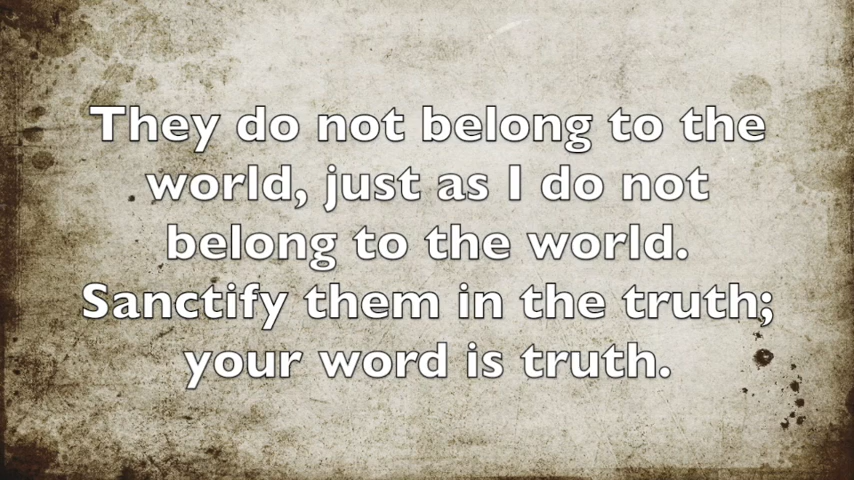 They do not belong to the
world, just as I do not
belong to the world.
Sanctify them in the truth;
your word is truth.